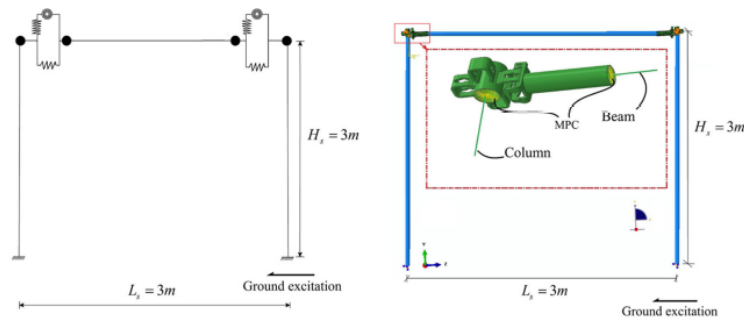 H_s = 3m
L_s = 3m
Ground excitation
MPC
Beam
Column
H_s = 3m
L_s = 3m
Ground excitation